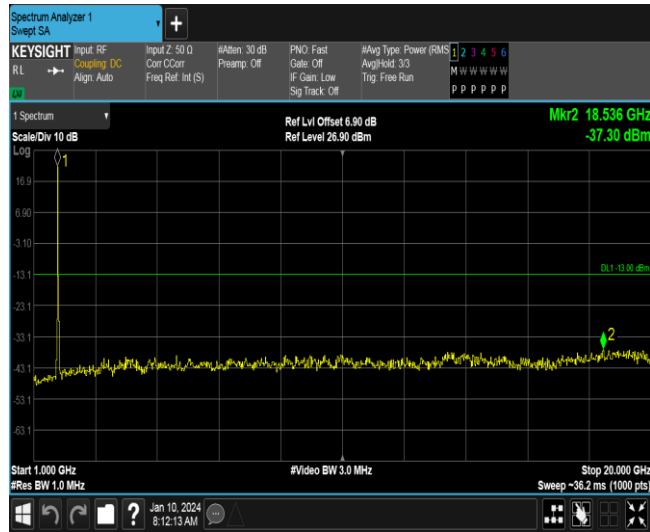 Spectrum Analyzer 1
Swept SA
+
KEYSIGHT
RL
Input: RF
Coupling: DC
Align: Auto
Input Z: 50 Ω
Corr CCorr
Freq Ref: Int (S)
#Atten: 30 dB
Preamp: Off
PNO: Fast
Gate: Off
IF Gain: Low
Sig Track: Off
#Avg Type: Power (RMS
Avg|Hold: 3/3
Trig: Free Run
1 2 3 4 5 6
M W W W W W
P P P P P P
1 Spectrum
Scale/Div 10 dB
Ref Lvl Offset 6.90 dB
Ref Level 26.90 dBm
Mkr2 18.536 GHz
-37.30 dBm
Log
1
16.9
6.90
-3.10
-13.1
DL1 -13.00 dBm
-23.1
-33.1
2
-43.1
-53.1
-63.1
Start 1.000 GHz
#Video BW 3.0 MHz
Stop 20.000 GHz
#Res BW 1.0 MHz
Sweep ~36.2 ms (1000 pts)
?
Jan 10, 2024
8:12:13 AM